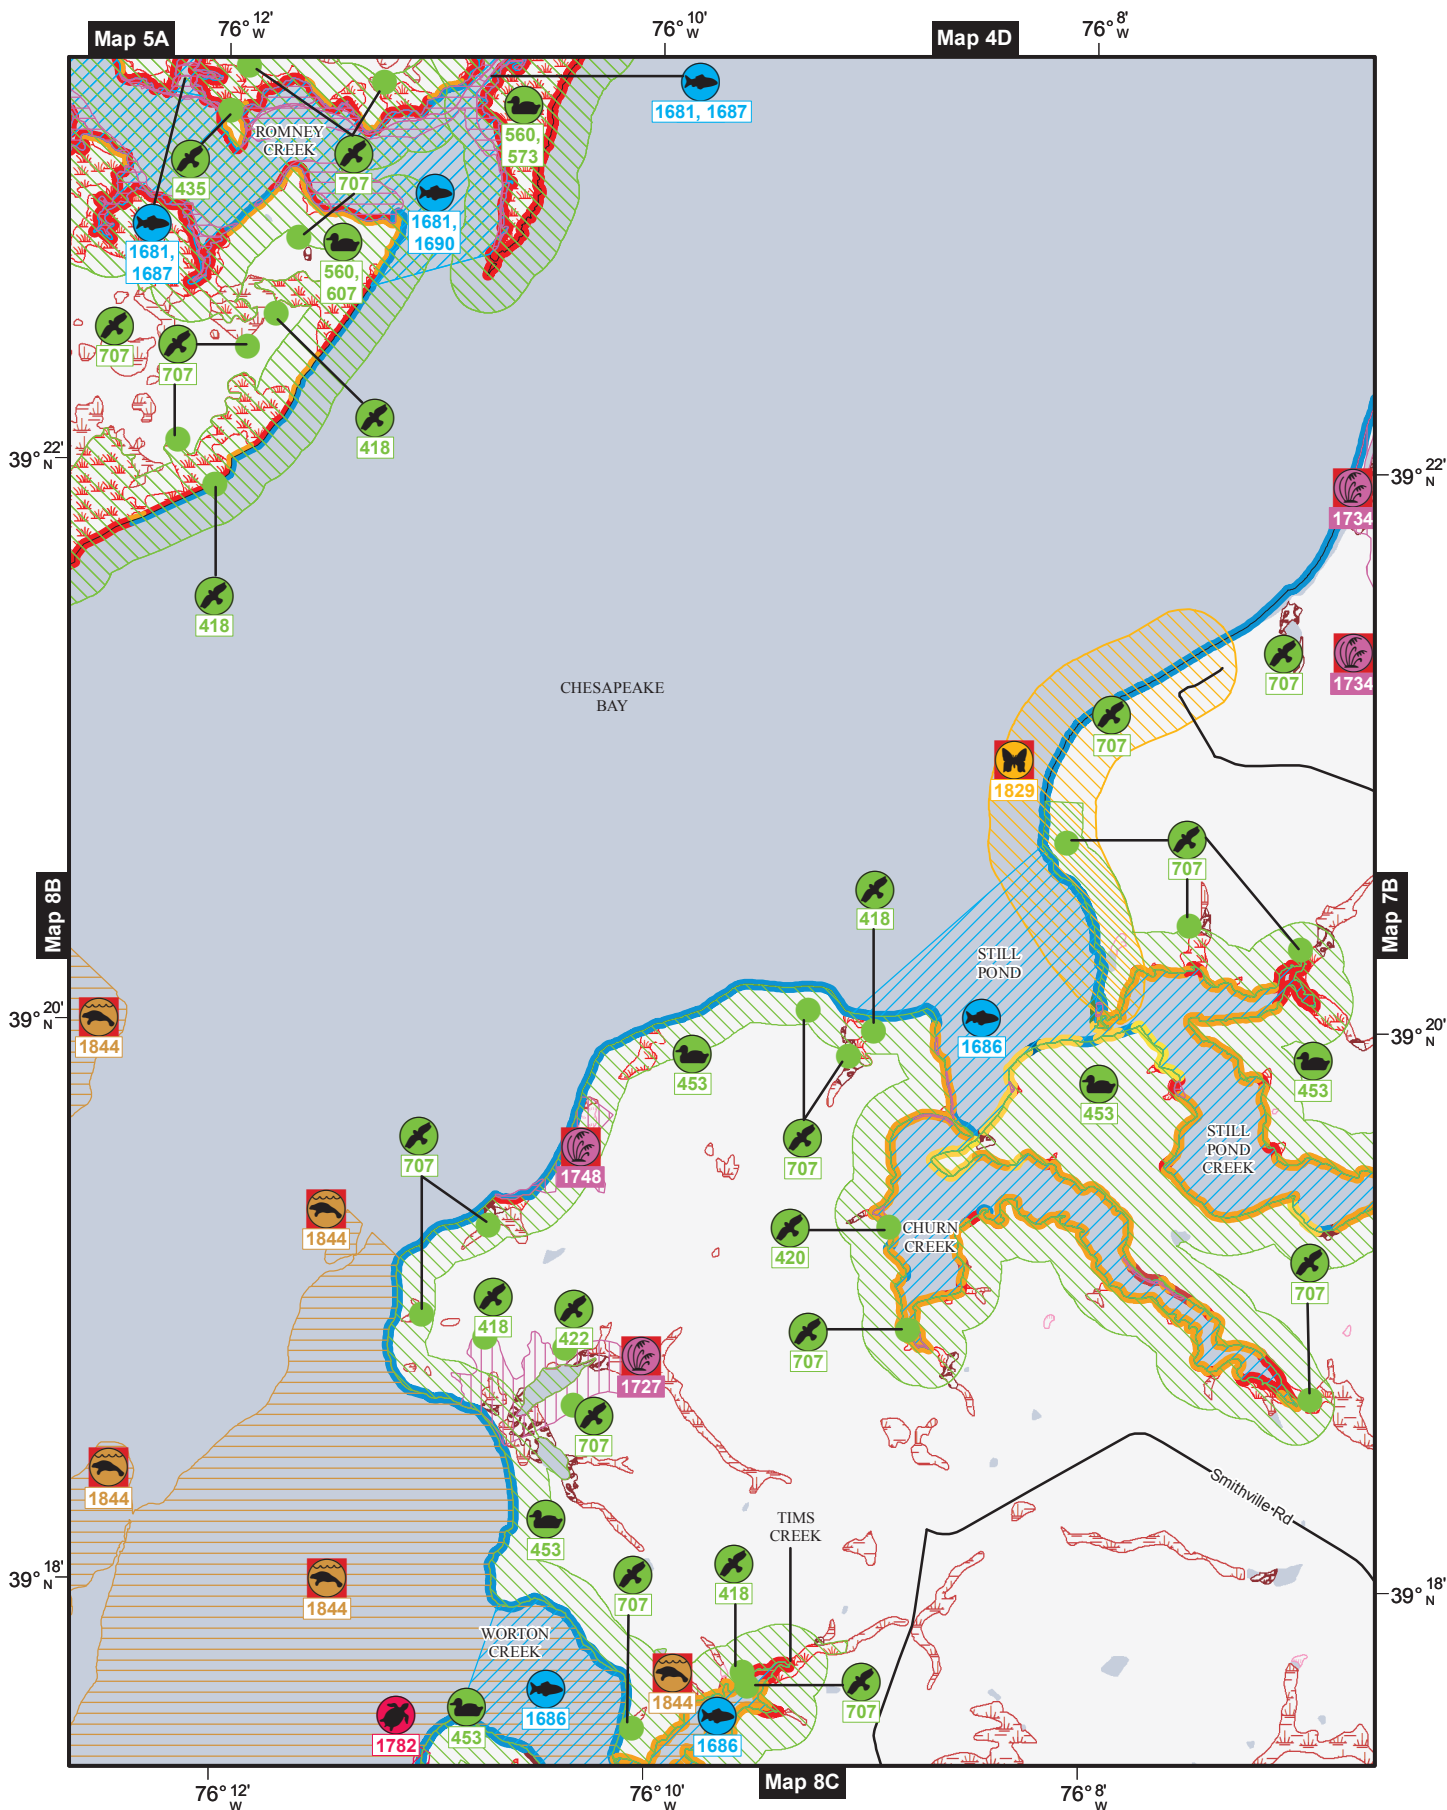 76° 12' W
76° 10' W
76° 8' W
Map 5A
Map 4D
1681, 1687
560,
573
ROMNEY
CREEK
435
707
1681,
1690
1681,
1687
560,
607
707
707
418
39° 22' N
39° 22' N
1734
418
707
1734
CHESAPEAKE
BAY
707
1829
707
Map 8B
Map 7B
418
STILL
POND
39° 20' N
39° 20' N
1844
1686
453
453
453
707
707
STILL
POND
CREEK
1748
1844
420
CHURN
CREEK
707
418
422
707
1727
707
1844
Smithville Rd
453
TIMS
CREEK
39° 18' N
39° 18' N
1844
707
418
WORTON
CREEK
1844
707
1782
453
1686
1686
Map 8C
76° 12' W
76° 10' W
76° 8' W